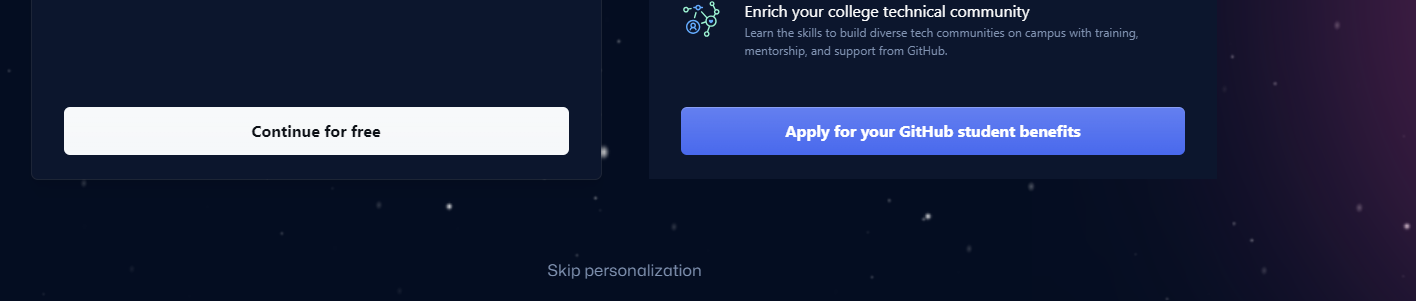 Enrich your college technical community
Learn the skills to build diverse tech communities on campus with training,
mentorship, and support from GitHub.
Continue for free
Apply for your GitHub student benefits
Skip personalization